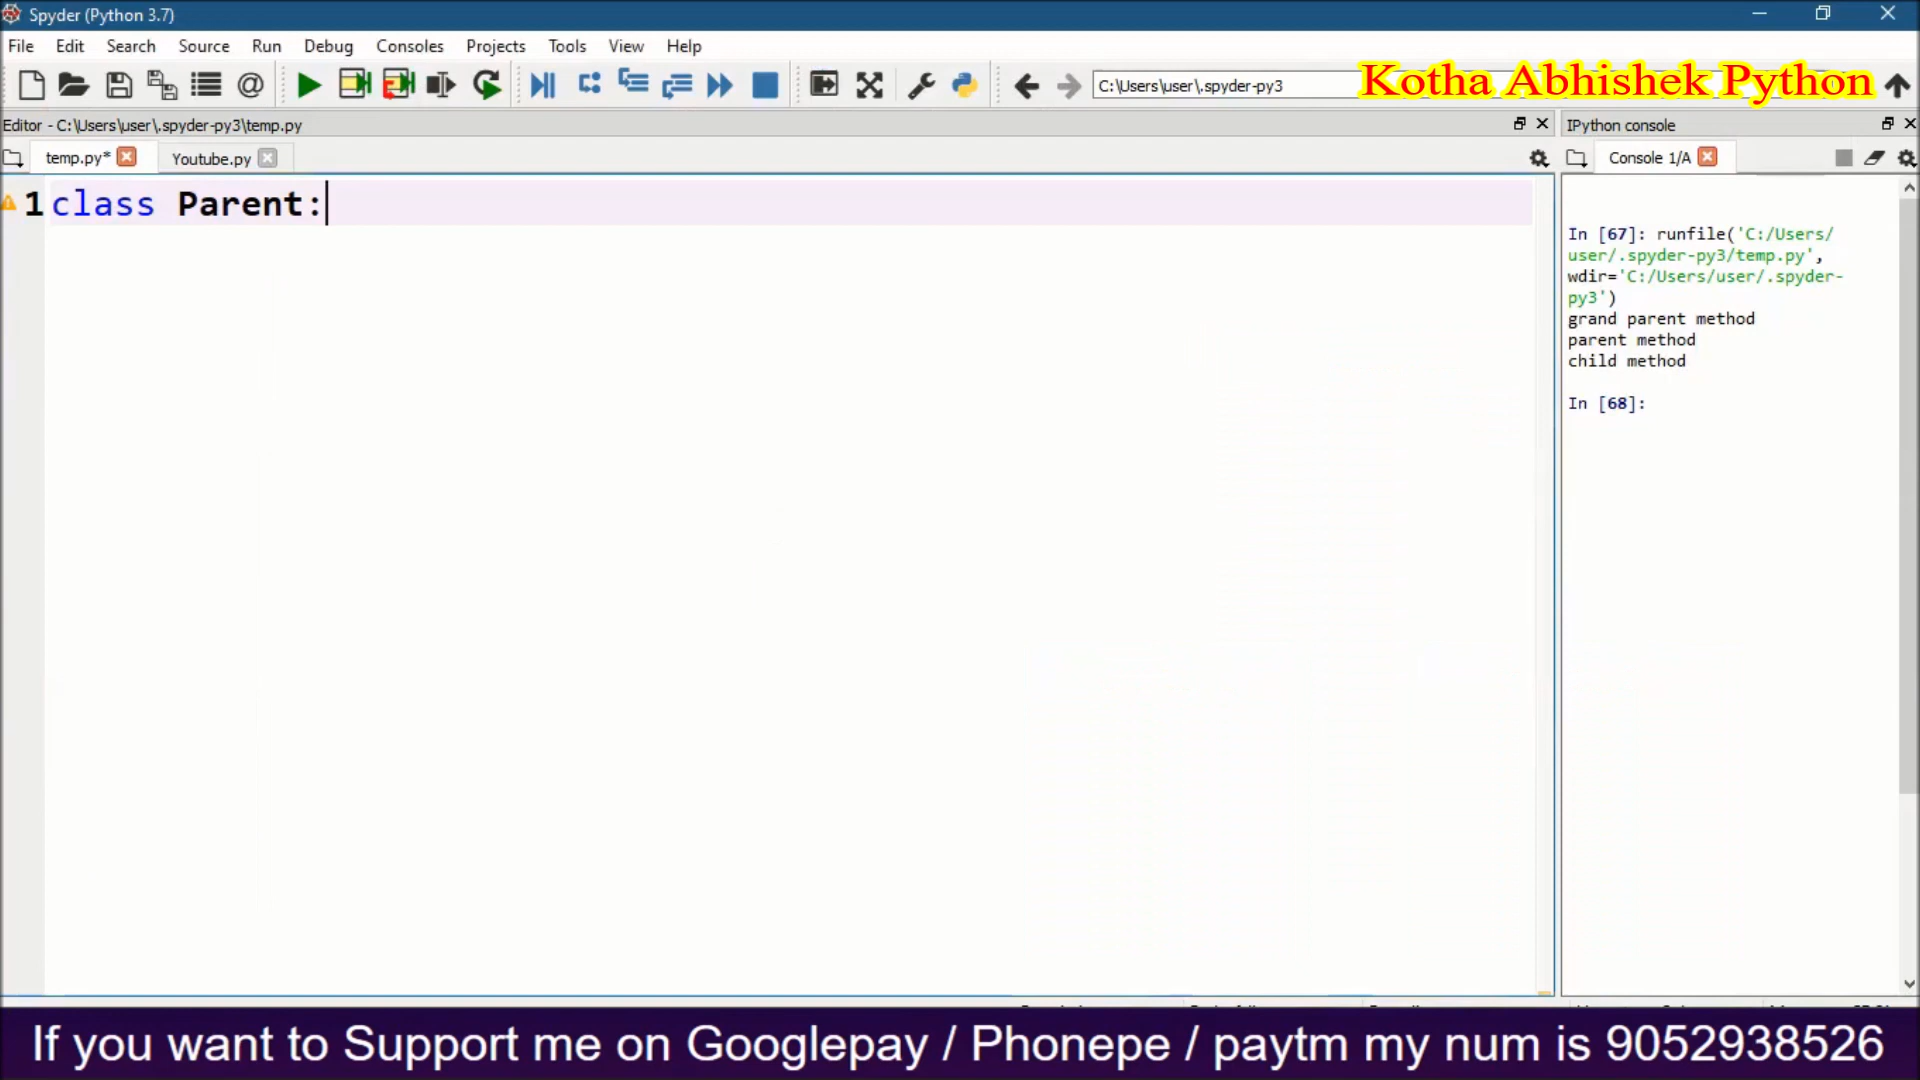 Spyder (Python 3.7)
File Edit Search Source Run Debug Consoles Projects Tools View Help
C:\Users\user\.spyder-py3
Kotha Abhishek Python
Editor - C:\Users\user\.spyder-py3\temp.py
IPython console
temp.py* Youtube.py
Console 1/A
1 class Parent:
In [67]: runfile('C:/Users/
user/.spyder-py3/temp.py',
wdir='C:/Users/user/.spyder-
py3')
grand parent method
parent method
child method
In [68]:
If you want to Support me on Googlepay / Phonepe / paytm my num is 9052938526